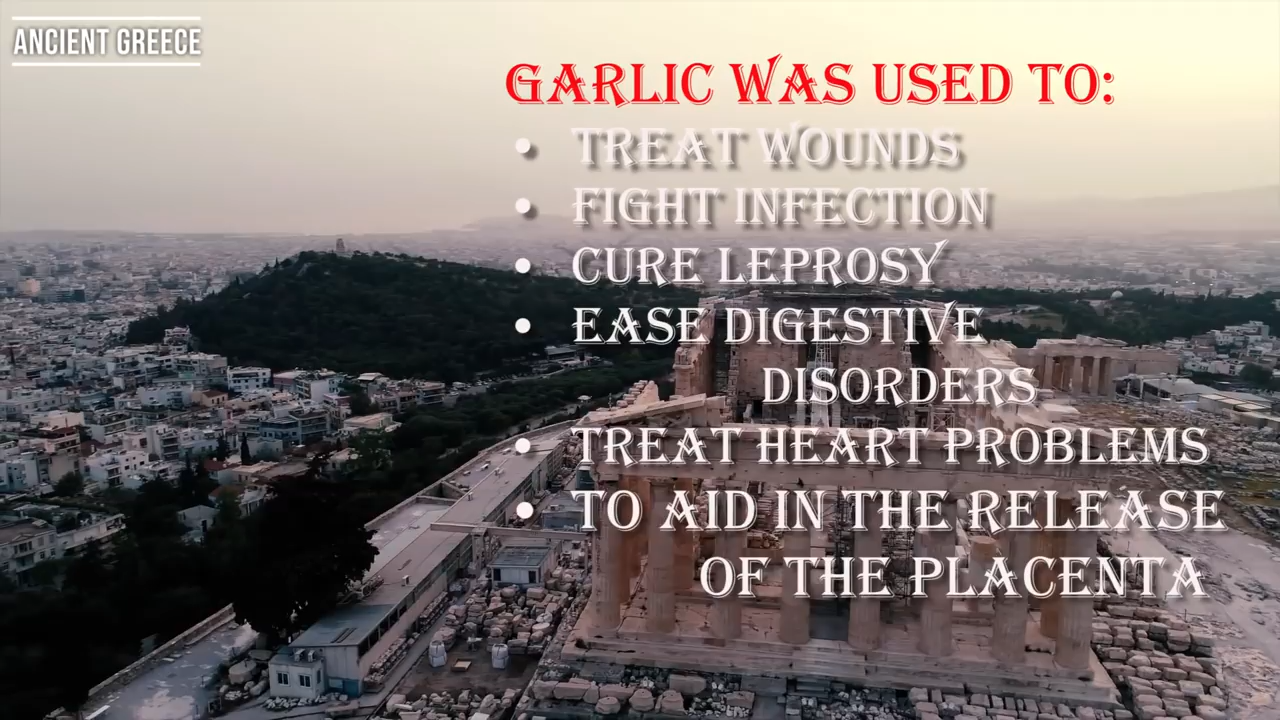 ANCIENT GREECE
GARLIC WAS USED TO:
• TREAT WOUNDS
• FIGHT INFECTION
• CURE LEPROSY
• EASE DIGESTIVE
DISORDERS
• TREAT HEART PROBLEMS
• TO AID IN THE RELEASE
OF THE PLACENTA